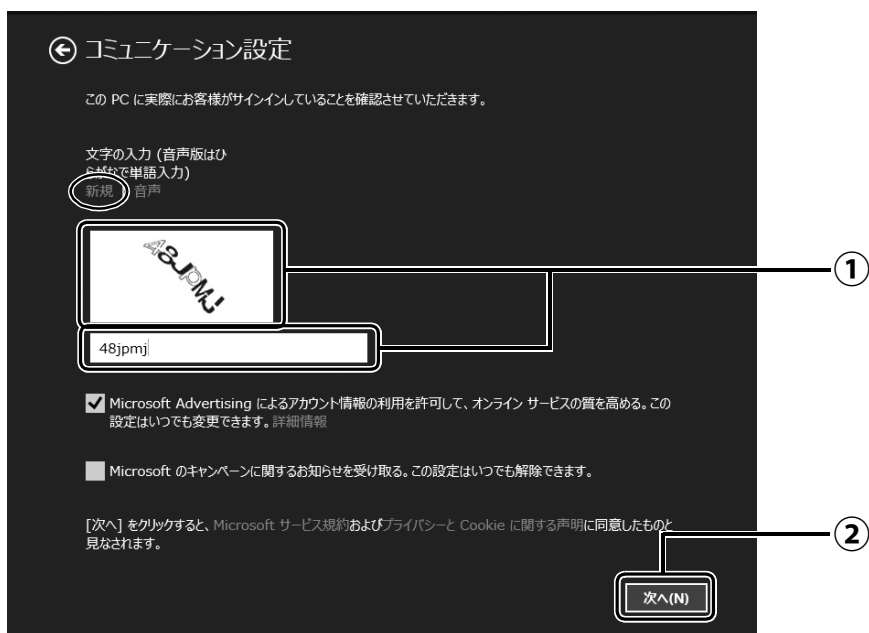 コミュニケーション設定
この PC に実際にお客様がサインインしていることを確認させていただきます。
文字の入力 (音声版はひ
らがなで単語入力)
新規 音声
48JPMJ
①
48jpmj
Microsoft Advertising によるアカウント情報の利用を許可して、オンライン サービスの質を高める。この
設定はいつでも変更できます。詳細情報
Microsoft のキャンペーンに関するお知らせを受け取る。この設定はいつでも解除できます。
[次へ] をクリックすると、Microsoft サービス規約およびプライバシーと Cookie に関する声明に同意したものと
見なされます。
②
次へ(N)